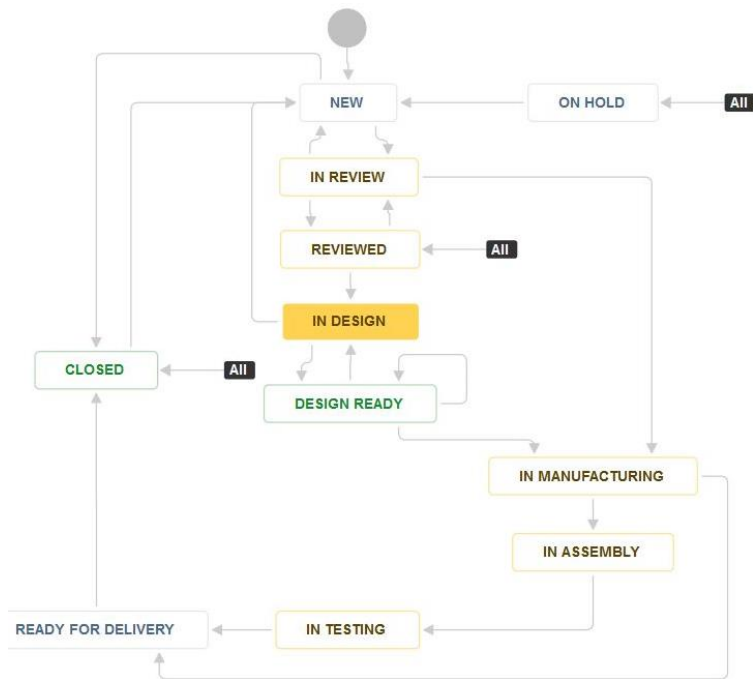 NEW
ON HOLD
All
IN REVIEW
REVIEWED
All
IN DESIGN
CLOSED
All
DESIGN READY
IN MANUFACTURING
IN ASSEMBLY
READY FOR DELIVERY
IN TESTING